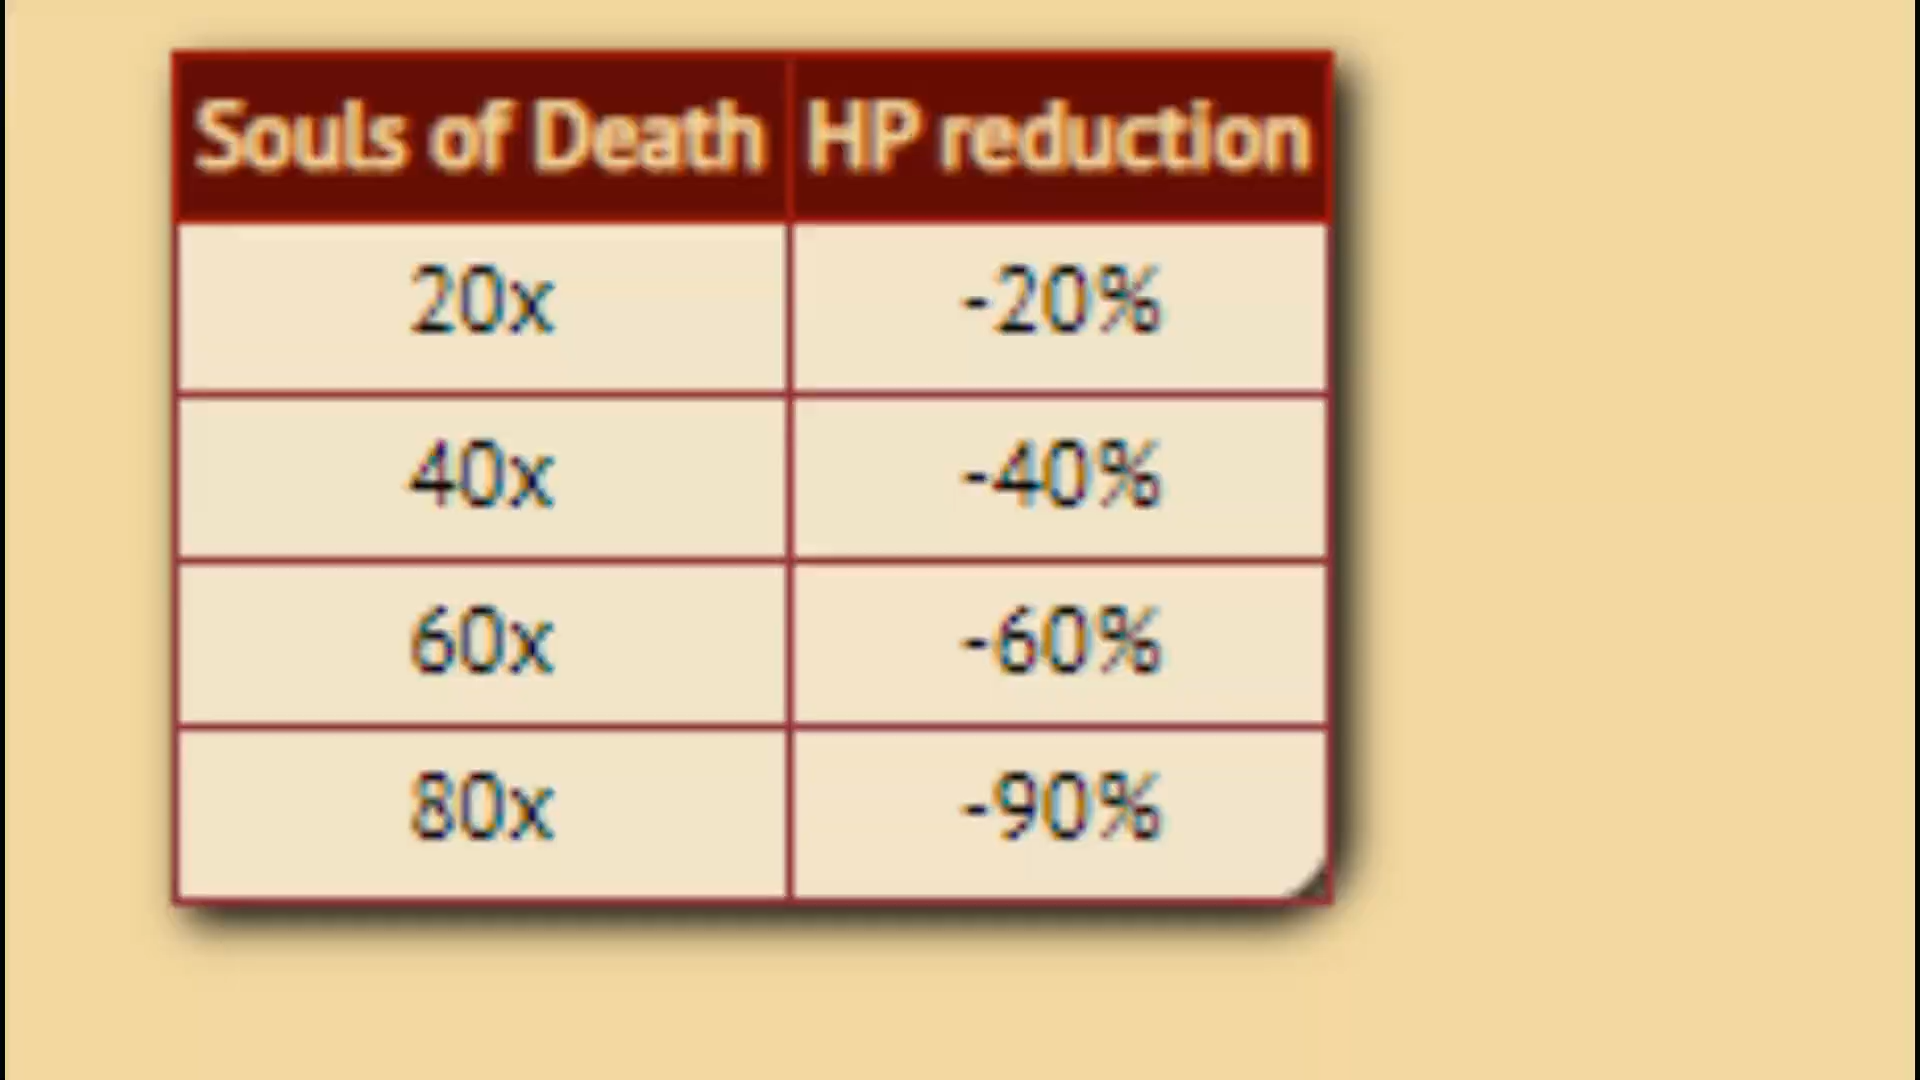 Souls of Death HP reduction
20x -20%
40x -40%
60x -60%
80x -90%